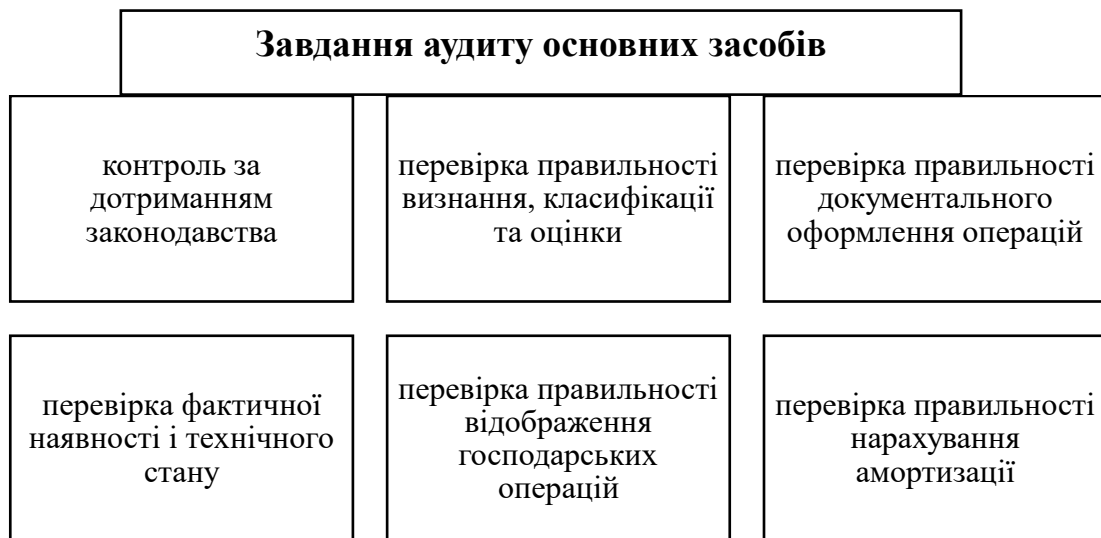 Завдання аудиту основних засобів
контроль за
дотриманням
законодавства
перевірка правильності
визнання, класифікації
та оцінки
перевірка правильності
документального
оформлення операцій
перевірка фактичної
наявності і технічного
стану
перевірка правильності
відображення
господарських
операцій
перевірка правильності
нарахування
амортизації